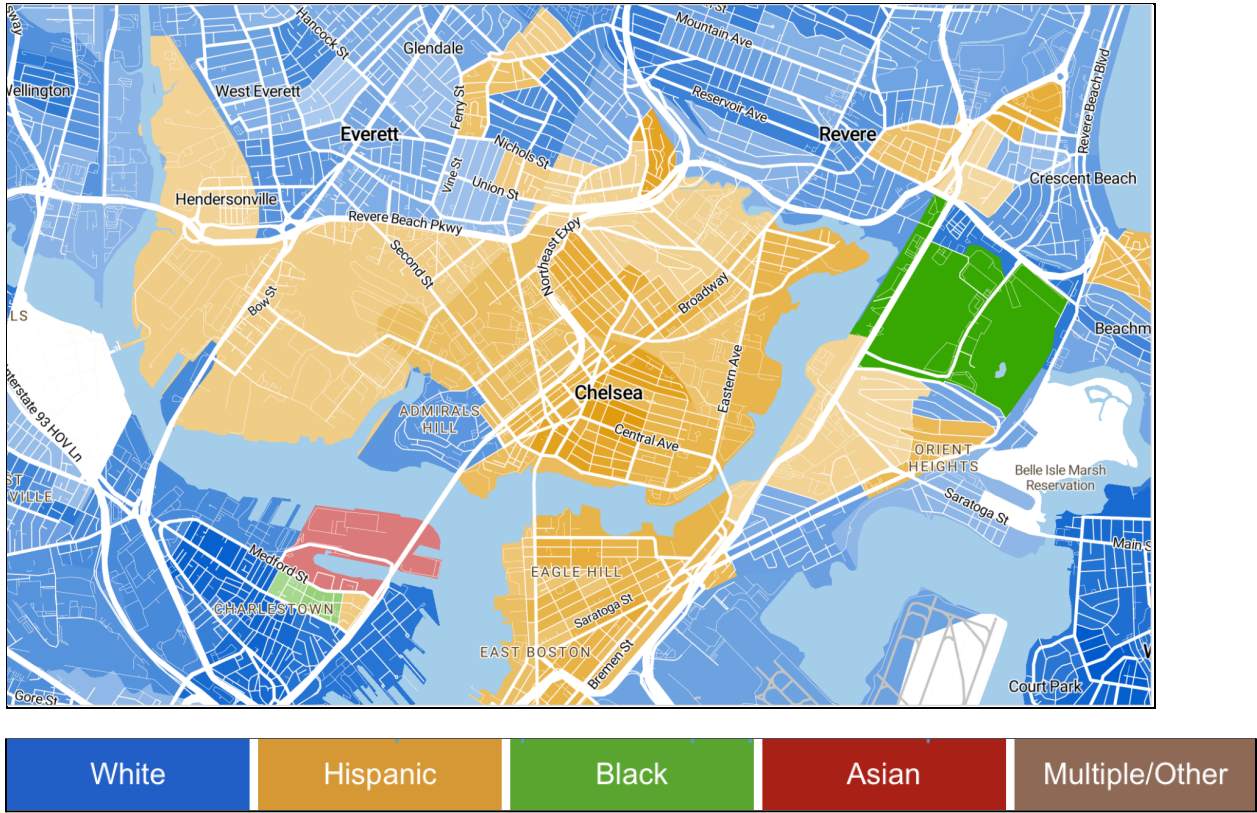 Hancock St
Glendale
Mountain Ave
Wellington
West Everett
Ferry St
Reservoir Ave
Revere Beach Blvd
Everett
Nichols St
Revere
Vine St
Union St
Crescent Beach
Hendersonville
Revere Beach Pkwy
Second St
Northeast Expy
Broadway
Bow St
LS
Beachm
Interstate 93 HOV Ln
Eastern Ave
Chelsea
ADMIRALS
HILL
Central Ave
ORIENT
HEIGHTS
Belle Isle Marsh
Reservation
ST
VILLE
Saratoga St
Main S
Medford St
EAGLE HILL
CHARLESTOWN
Saratoga St
EAST BOSTON
Bremen St
W
Court Park
Gore St
White
Hispanic
Black
Asian
Multiple/Other